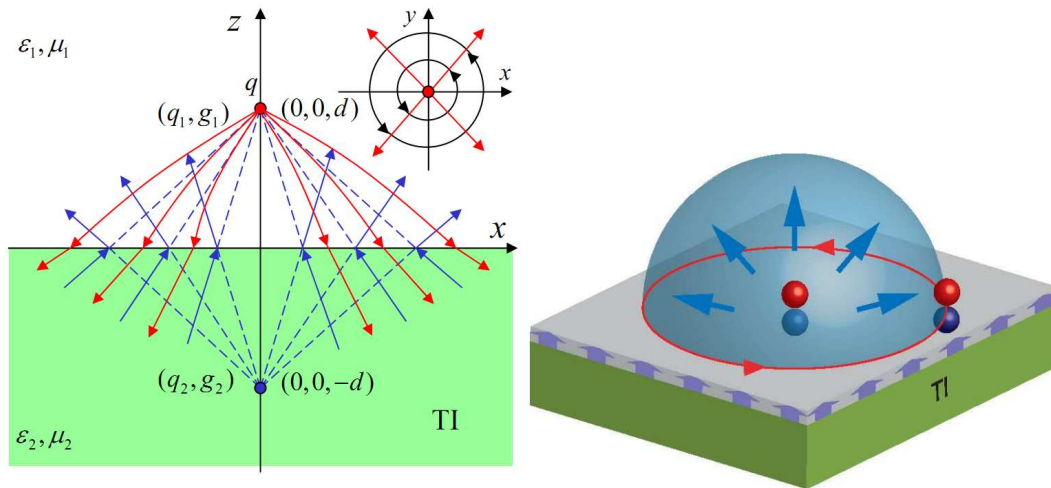 z
ε₁, μ₁
q
(q₁, g₁)
(0,0,d)
y
x
x
(q₂, g₂)
(0,0,−d)
TI
ε₂, μ₂
TI